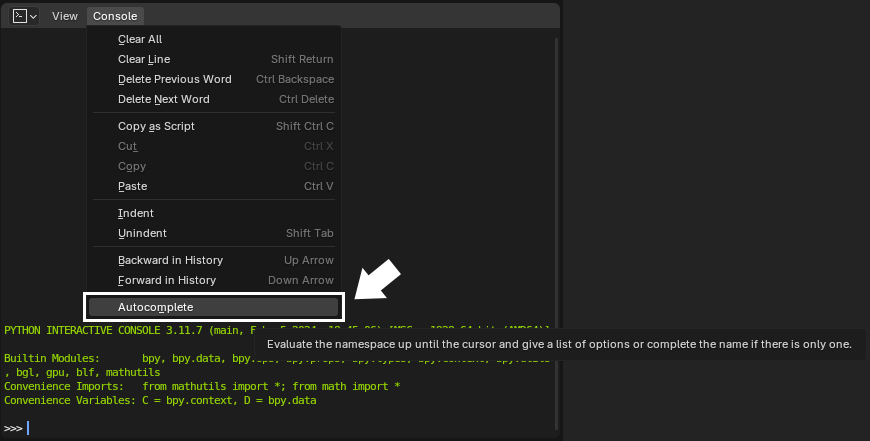 View Console
Clear All
Clear Line Shift Return
Delete Previous Word Ctrl Backspace
Delete Next Word Ctrl Delete
Copy as Script Shift Ctrl C
Cut Ctrl X
Copy Ctrl C
Paste Ctrl V
Indent
Unindent Shift Tab
Backward in History Up Arrow
Forward in History Down Arrow
Autocomplete
PYTHON INTERACTIVE CONSOLE 3.11.7 (main,
Evaluate the namespace up until the cursor and give a list of options or complete the name if there is only one.
Builtin Modules: bpy, bpy.data,
, bgl, gpu, blf, mathutils
Convenience Imports: from mathutils import *; from math import *
Convenience Variables: C = bpy.context, D = bpy.data
>>>